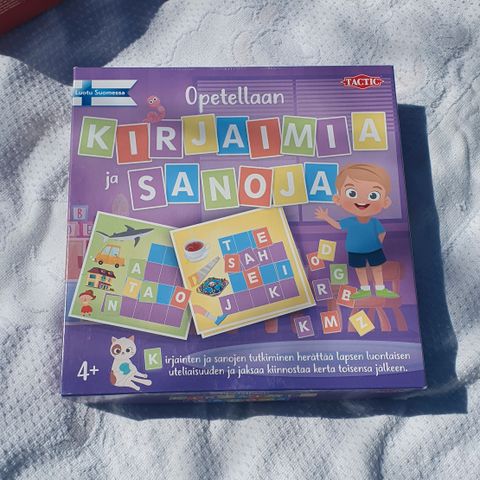 Luotu Suomessa
TACTIC
Opetellaan
KIRJAIMIA
ja SANOJA
A
T A O
N
T E
S A H
E I
J E K
O D
R G B
K M Z
4+
Kirjainten ja sanojen tutkiminen herättää lapsen luontaisen
uteliaisuuden ja jaksaa kiinnostaa kerta toisensa jälkeen.